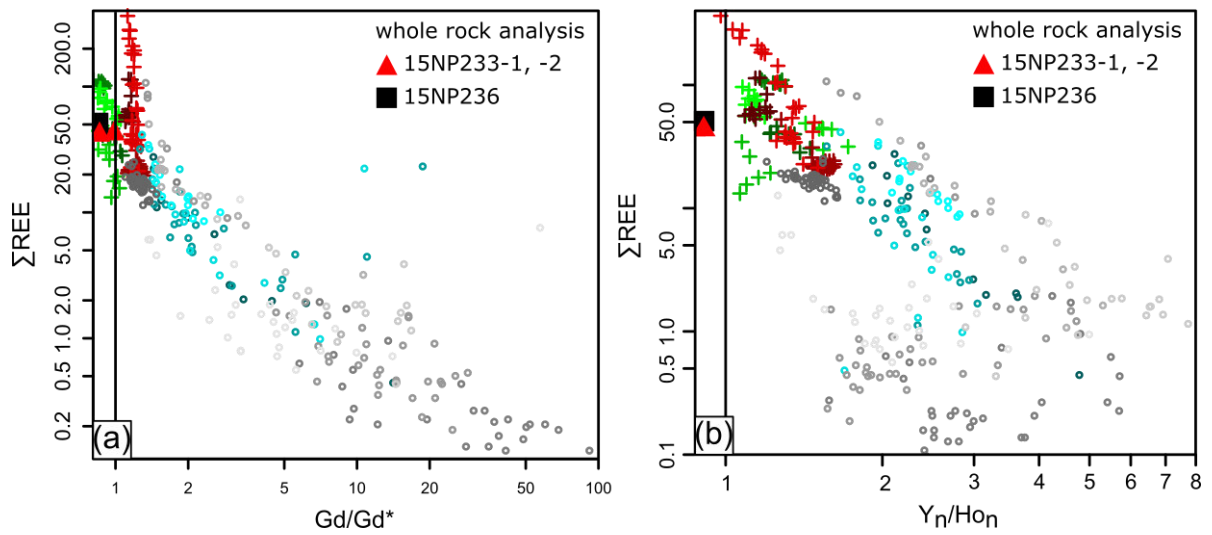 (a)
ΣREE
200.0
50.0
20.0
5.0
2.0
1.0
0.5
0.2
whole rock analysis
15NP233-1, -2
15NP236
1 2 5 10 20 50 100
Gd/Gd*
(b)
ΣREE
50.0
5.0
1.0
0.5
0.1
whole rock analysis
15NP233-1, -2
15NP236
1 2 3 4 5 6 7 8
Yn/Hon